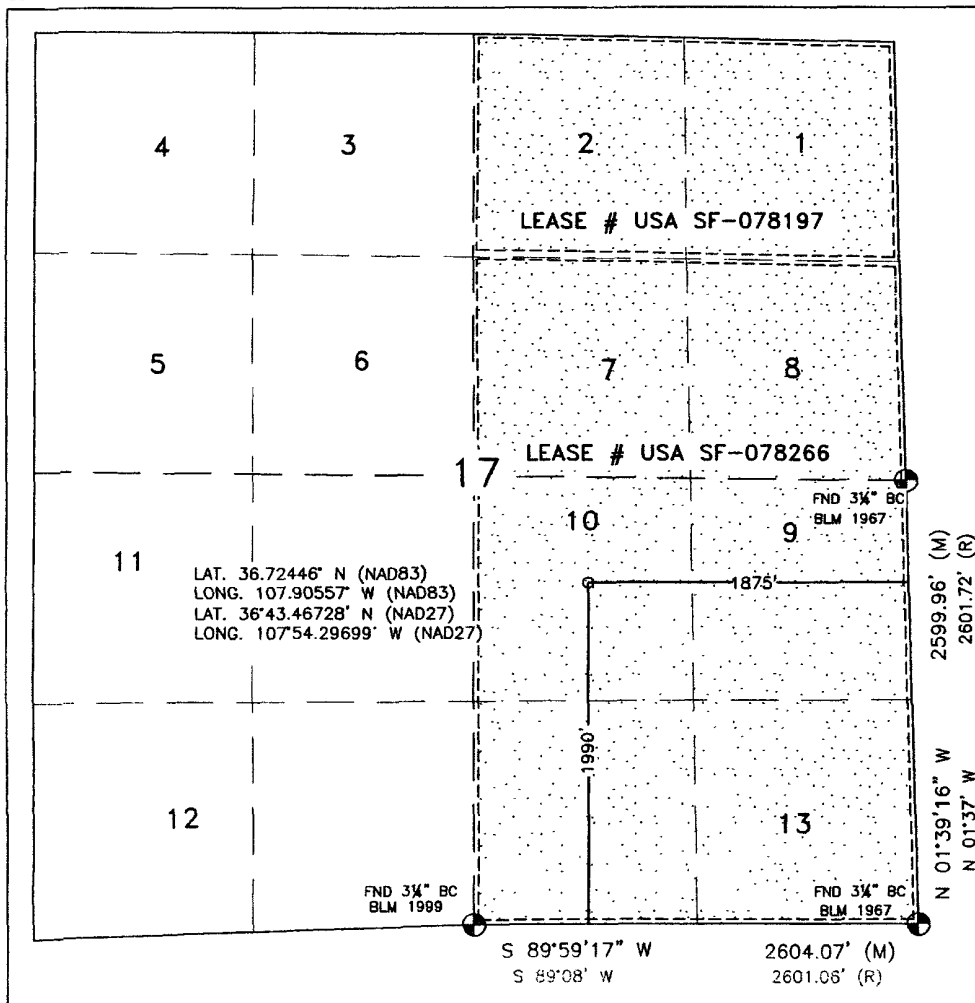 4
3
2
1
LEASE # USA SF-078197
5
6
7
8
LEASE # USA SF-078266
17
FND 3¼" BC
BLM 1967
10
9
11
LAT. 36.72446° N (NAD83)
LONG. 107.90557° W (NAD83)
LAT. 36°43.46728' N (NAD27)
LONG. 107°54.29699' W (NAD27)
1875'
2599.96' (M)
2601.72' (R)
1990'
12
13
N 01°39'16" W
N 01°37' W
FND 3¼" BC
BLM 1999
FND 3¼" BC
BLM 1967
S 89°59'17" W
2604.07' (M)
S 89°08' W
2601.06' (R)